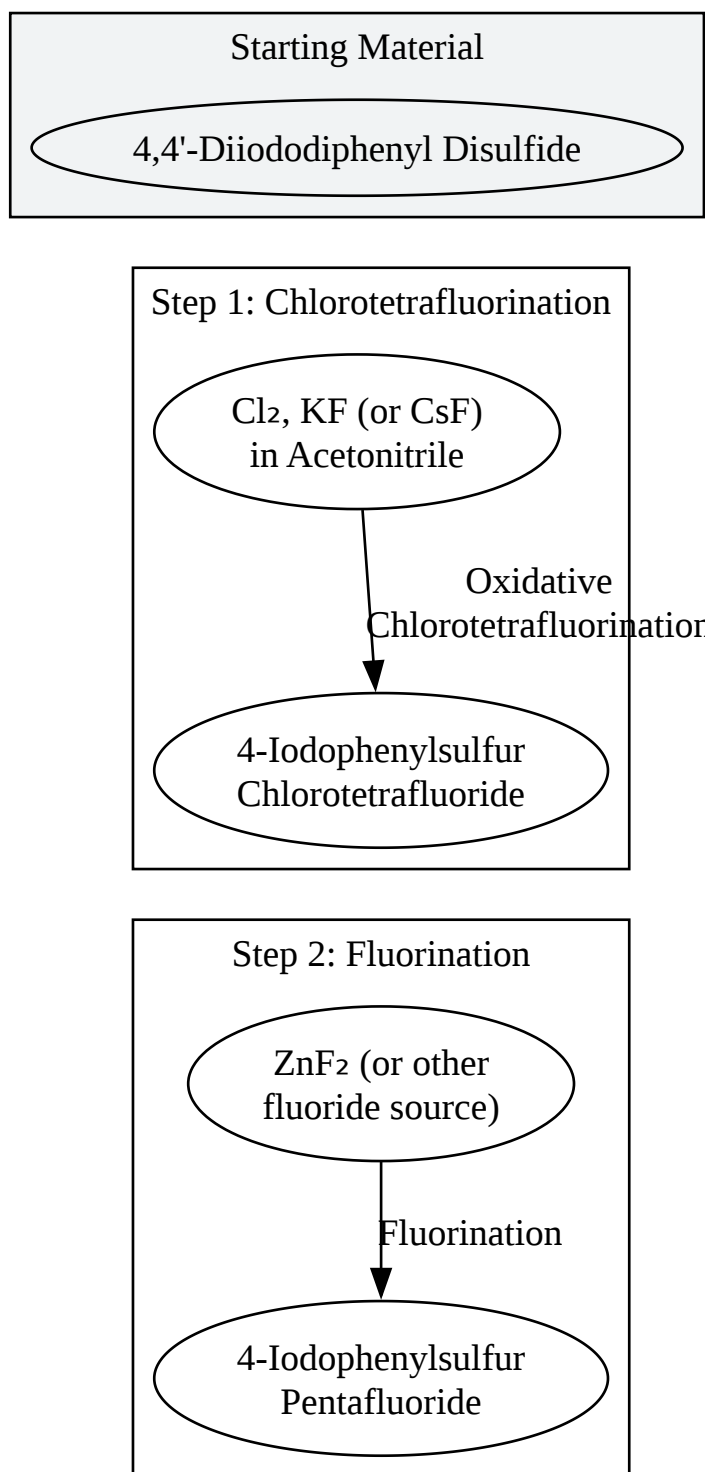 Starting Material
4,4'-Diiododiphenyl Disulfide
Step 1: Chlorotetrafluorination
Cl₂, KF (or CsF)
in Acetonitrile
Oxidative
Chlorotetrafluorination
4-Iodophenylsulfur
Chlorotetrafluoride
Step 2: Fluorination
ZnF₂ (or other
fluoride source)
Fluorination
4-Iodophenylsulfur
Pentafluoride